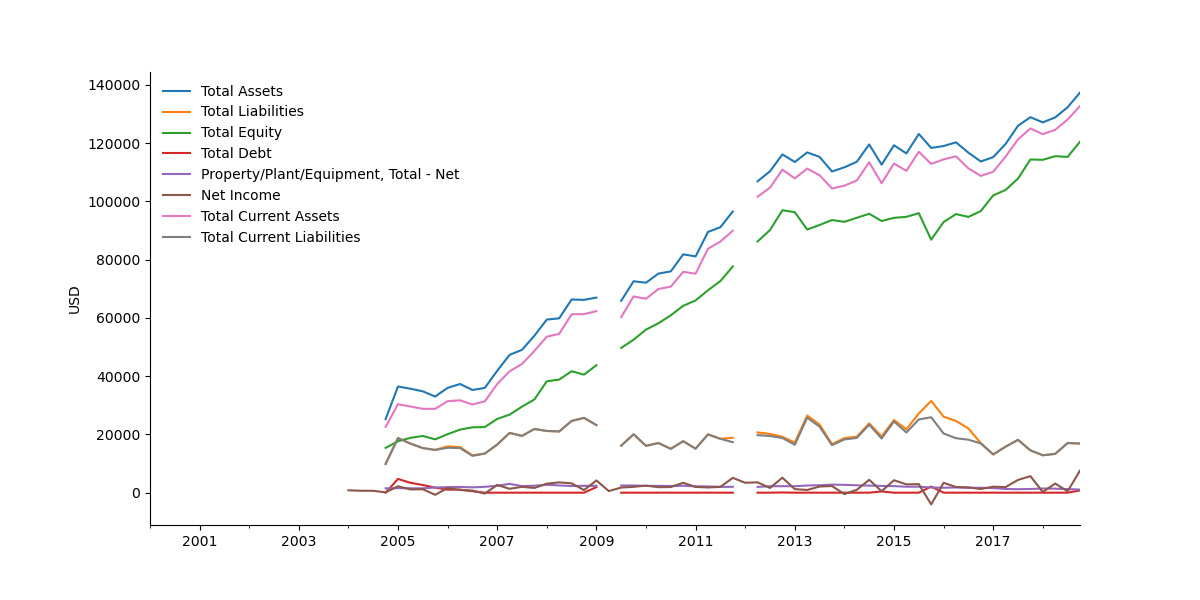 140000
120000
100000
80000
60000
40000
20000
0
USD
Total Assets
Total Liabilities
Total Equity
Total Debt
Property/Plant/Equipment, Total - Net
Net Income
Total Current Assets
Total Current Liabilities
2001 2003 2005 2007 2009 2011 2013 2015 2017